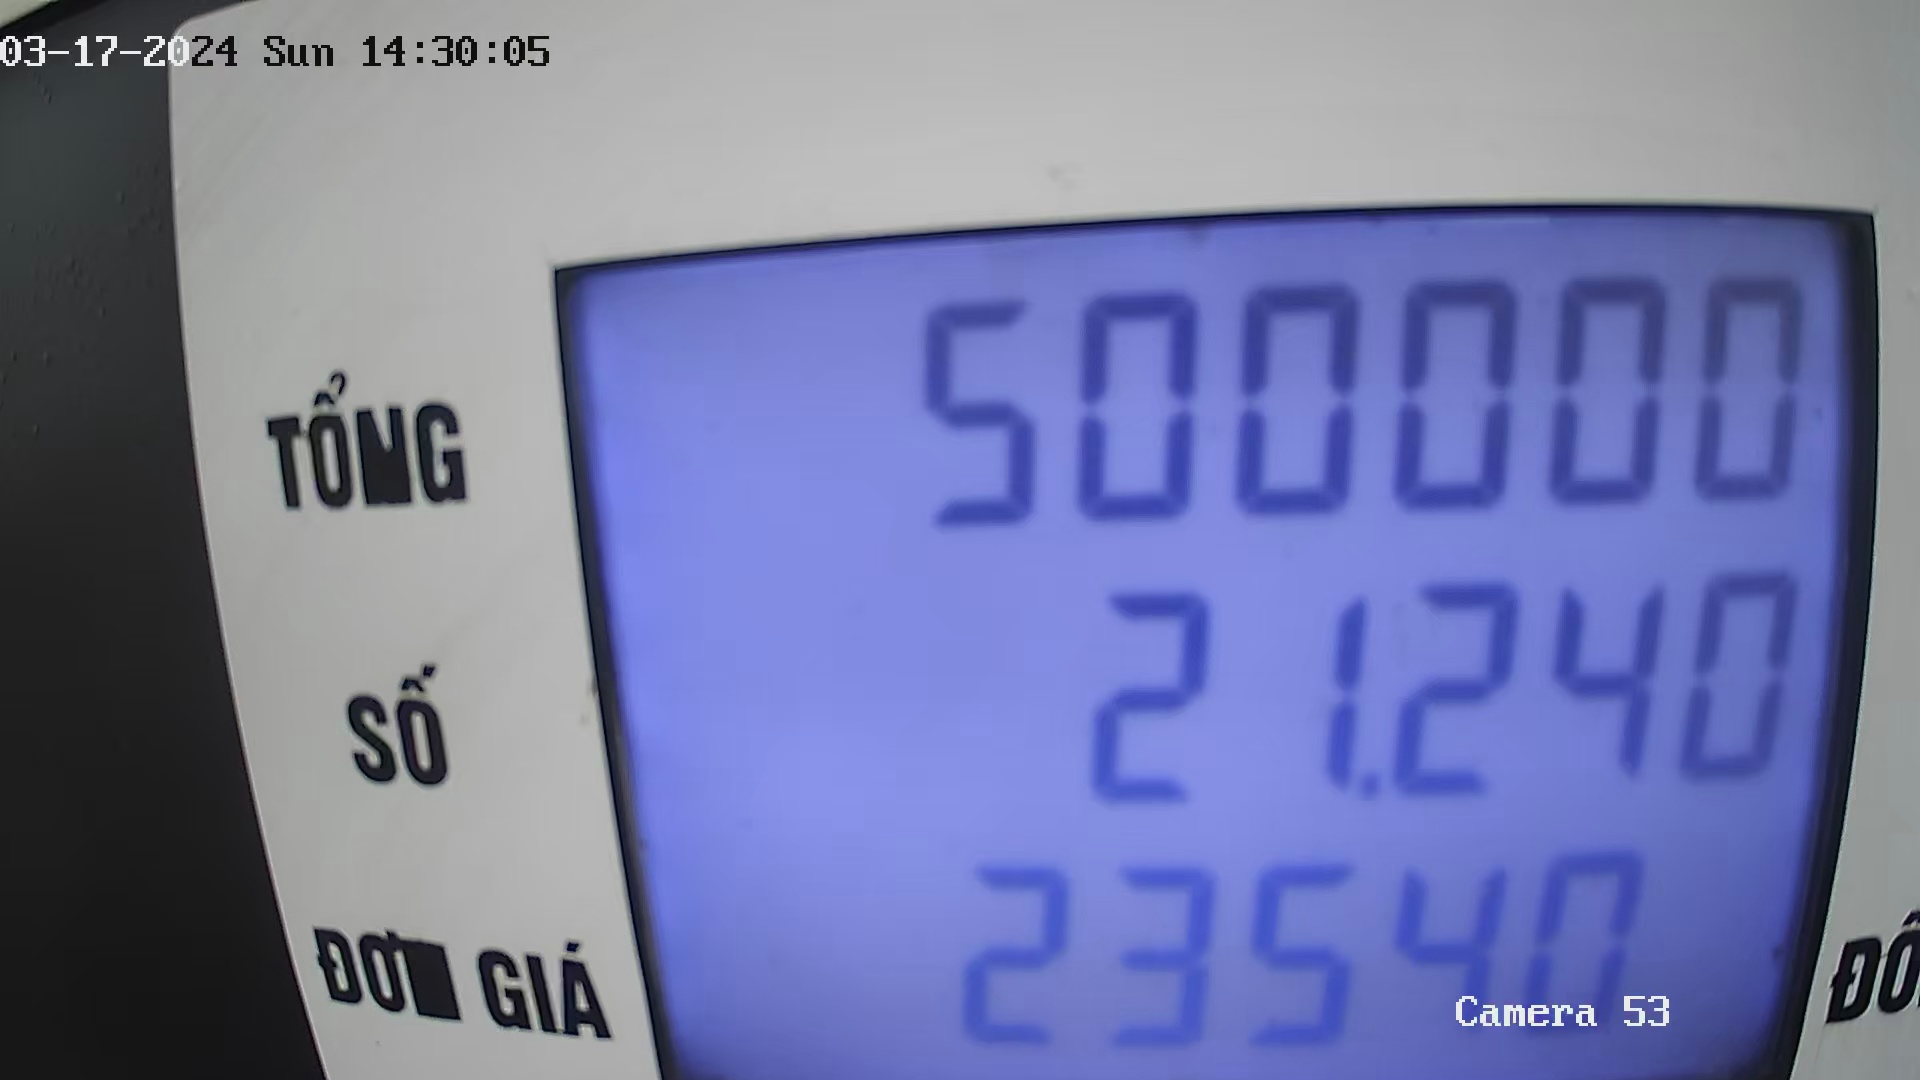 03-17-2024 Sun 14:30:05
TỔNG 500000
SỐ 21.240
ĐƠN GIÁ 23540
Camera 53